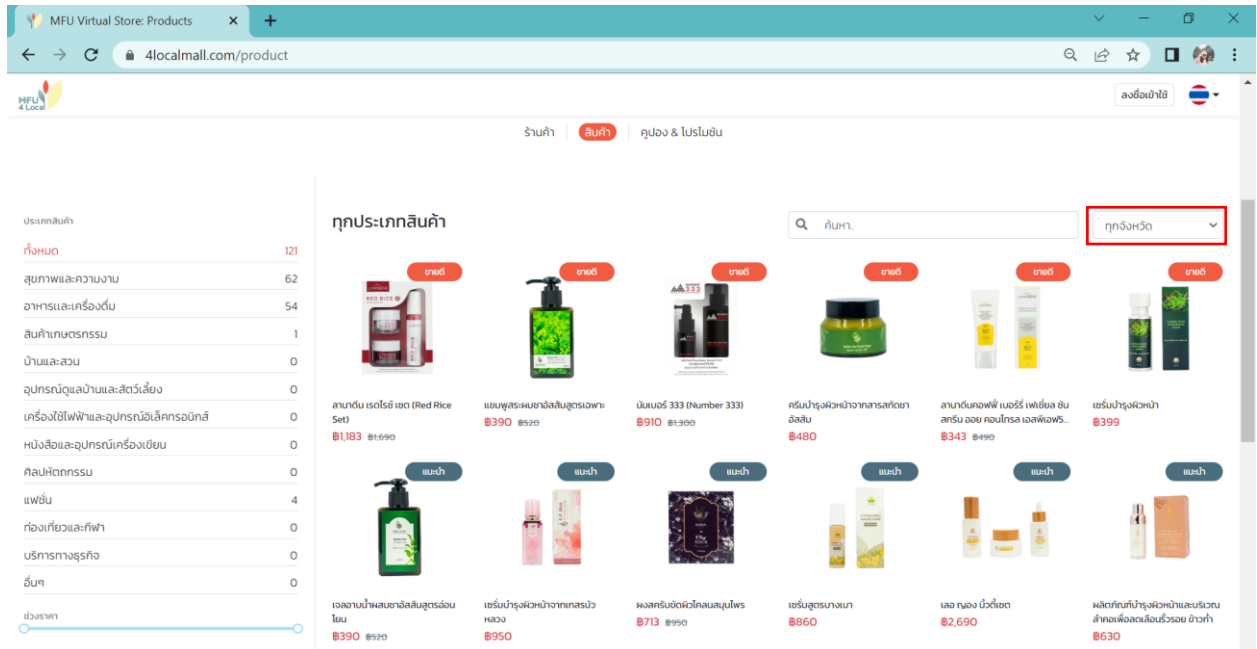 MFU Virtual Store: Products
4localmall.com/product
MFU
4 Local
ลงชื่อเข้าใช้
ร้านค้า
สินค้า
คูปอง & โปรโมชัน
ประเภทสินค้า
ทั้งหมด 121
สุขภาพและความงาม 62
อาหารและเครื่องดื่ม 54
สินค้าเกษตรกรรม 1
บ้านและสวน 0
อุปกรณ์ดูแลบ้านและสัตว์เลี้ยง 0
เครื่องใช้ไฟฟ้าและอุปกรณ์อิเล็คทรอนิกส์ 0
หนังสือและอุปกรณ์เครื่องเขียน 0
ศิลปหัตถกรรม 0
แฟชั่น 4
ท่องเที่ยวและกีฬา 0
บริการทางธุรกิจ 0
อื่นๆ 0
ช่วงราคา
ทุกประเภทสินค้า
ค้นหา..
ทุกจังหวัด
ขายดี
RED RICE
ลานาดีน เรดไรซ์ เซต (Red Rice
Set)
฿1,183 ฿1,690
ขายดี
แชมพูสระผมชาอัสสัมสูตรเฉพาะ
฿390 ฿520
ขายดี
333
นัมเบอร์ 333 (Number 333)
฿910 ฿1,300
ขายดี
ครีมบำรุงผิวหน้าจากสารสกัดชา
อัสสัม
฿480
ขายดี
50
ลานาดีนคอฟฟี่ เบอร์รี่ เฟเชี่ยล ซัน
สกรีน ออย คอนโทรล เอสพีเอฟ5...
฿343 ฿490
ขายดี
เซรั่มบำรุงผิวหน้า
฿399
แนะนำ
เจลอาบน้ำผสมชาอัสสัมสูตรอ่อน
โยน
฿390 ฿520
แนะนำ
เซรั่มบำรุงผิวหน้าจากเกสรบัว
หลวง
฿950
แนะนำ
ผงสครับขัดผิวโคลนสมุนไพร
฿713 ฿950
แนะนำ
เซรั่มสูตรบางเบา
฿860
แนะนำ
เลอ ญอง บิ้วตี้เซต
฿2,690
แนะนำ
ผลิตภัณฑ์บำรุงผิวหน้าและบริเวณ
ลำคอเพื่อลดเลือนริ้วรอย ข้าวก่ำ
฿630